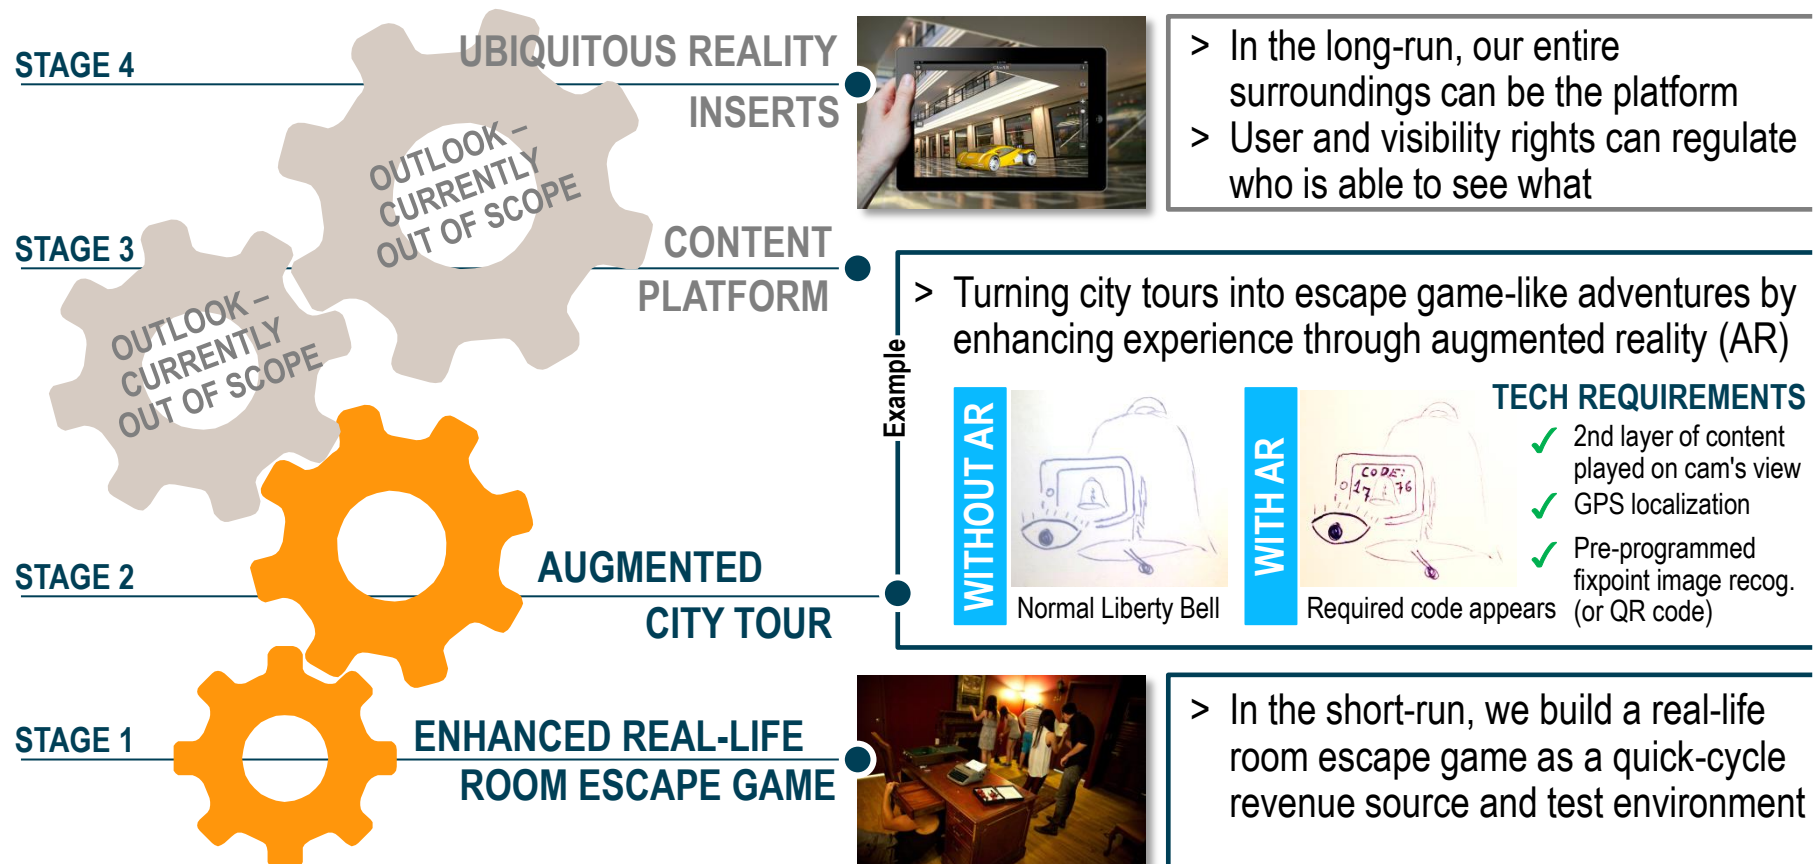 STAGE 4
UBIQUITOUS REALITY
INSERTS
OUTLOOK –
CURRENTLY
OUT OF SCOPE
> In the long-run, our entire
surroundings can be the platform
> User and visibility rights can regulate
who is able to see what
STAGE 3
CONTENT
PLATFORM
OUTLOOK –
CURRENTLY
OUT OF SCOPE
Example
> Turning city tours into escape game-like adventures by
enhancing experience through augmented reality (AR)
WITHOUT AR
Normal Liberty Bell
WITH AR
CODE:
17 76
Required code appears
TECH REQUIREMENTS
✓ 2nd layer of content
played on cam's view
✓ GPS localization
✓ Pre-programmed
fixpoint image recog.
(or QR code)
STAGE 2
AUGMENTED
CITY TOUR
STAGE 1
ENHANCED REAL-LIFE
ROOM ESCAPE GAME
> In the short-run, we build a real-life
room escape game as a quick-cycle
revenue source and test environment